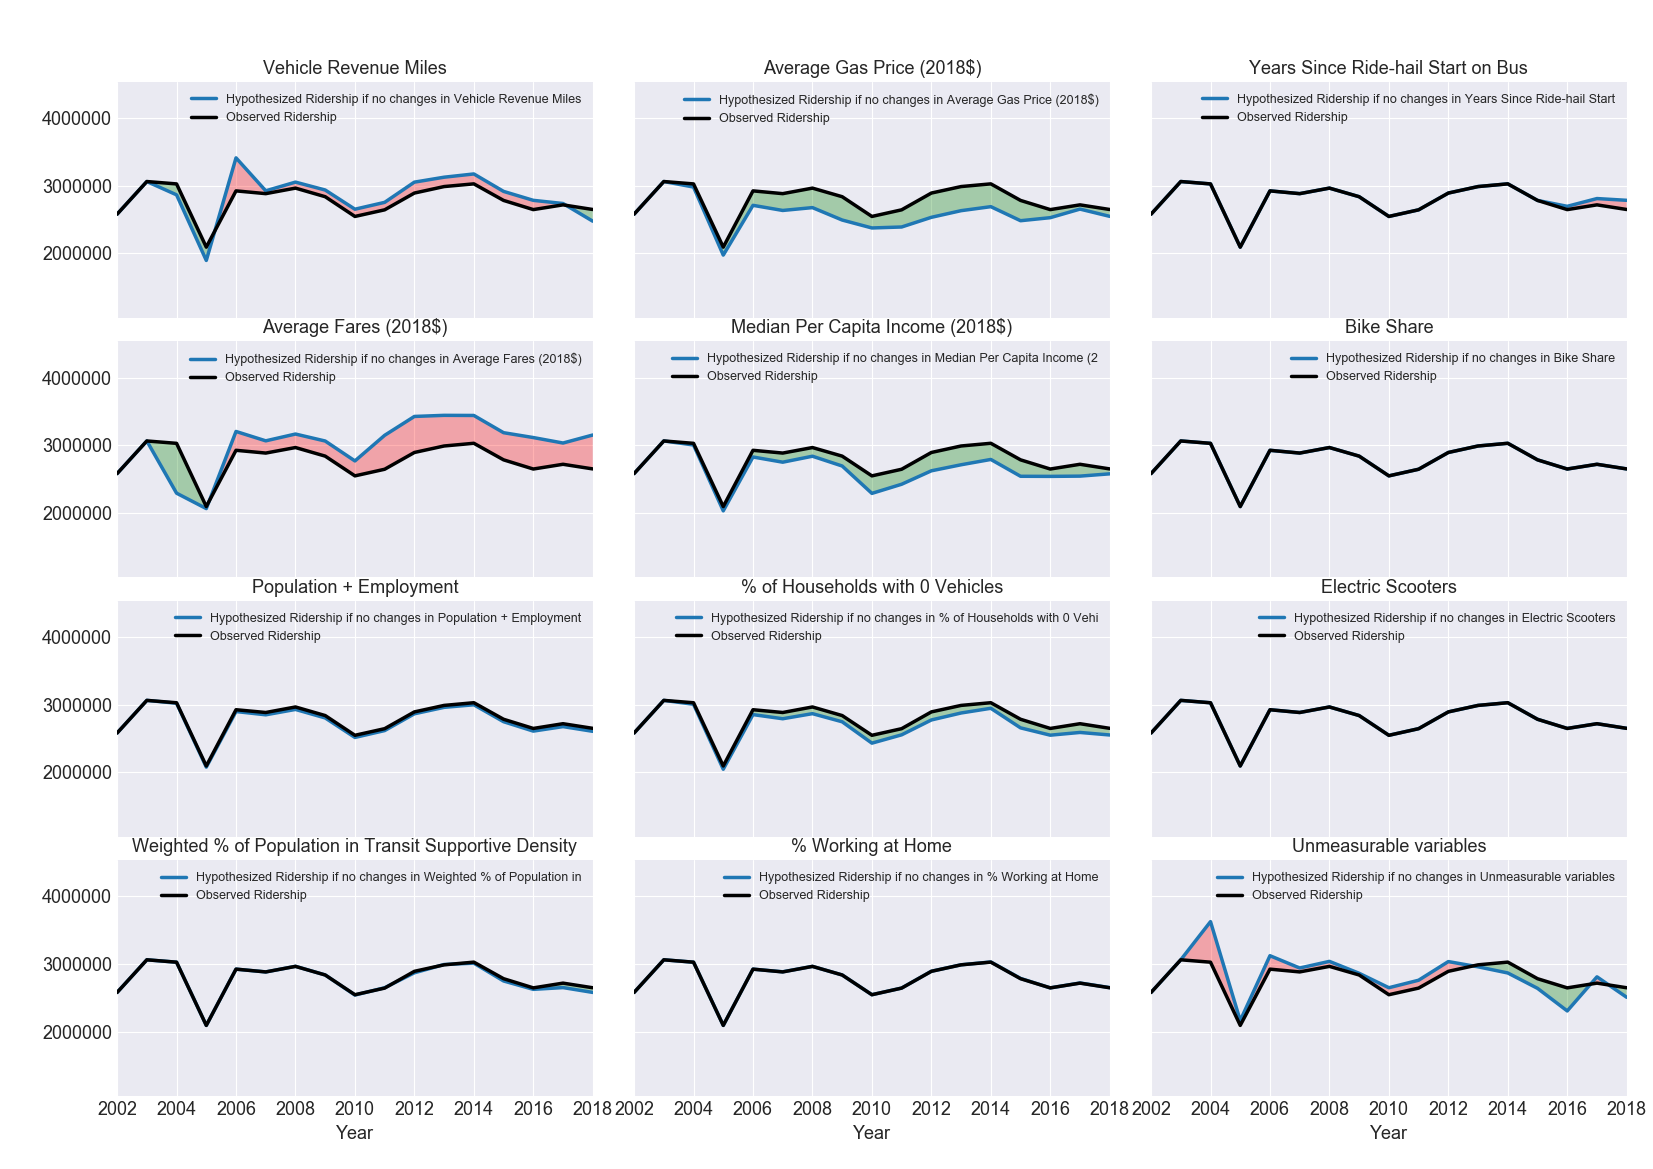 Vehicle Revenue Miles
Hypothesized Ridership if no changes in Vehicle Revenue Miles
Observed Ridership
4000000
3000000
2000000
Average Gas Price (2018$)
Hypothesized Ridership if no changes in Average Gas Price (2018$)
Observed Ridership
Years Since Ride-hail Start on Bus
Hypothesized Ridership if no changes in Years Since Ride-hail Start
Observed Ridership
Average Fares (2018$)
Hypothesized Ridership if no changes in Average Fares (2018$)
Observed Ridership
4000000
3000000
2000000
Median Per Capita Income (2018$)
Hypothesized Ridership if no changes in Median Per Capita Income (2
Observed Ridership
Bike Share
Hypothesized Ridership if no changes in Bike Share
Observed Ridership
Population + Employment
Hypothesized Ridership if no changes in Population + Employment
Observed Ridership
4000000
3000000
2000000
% of Households with 0 Vehicles
Hypothesized Ridership if no changes in % of Households with 0 Vehi
Observed Ridership
Electric Scooters
Hypothesized Ridership if no changes in Electric Scooters
Observed Ridership
Weighted % of Population in Transit Supportive Density
Hypothesized Ridership if no changes in Weighted % of Population in
Observed Ridership
4000000
3000000
2000000
2002 2004 2006 2008 2010 2012 2014 2016 2018
Year
% Working at Home
Hypothesized Ridership if no changes in % Working at Home
Observed Ridership
2002 2004 2006 2008 2010 2012 2014 2016 2018
Year
Unmeasurable variables
Hypothesized Ridership if no changes in Unmeasurable variables
Observed Ridership
2002 2004 2006 2008 2010 2012 2014 2016 2018
Year